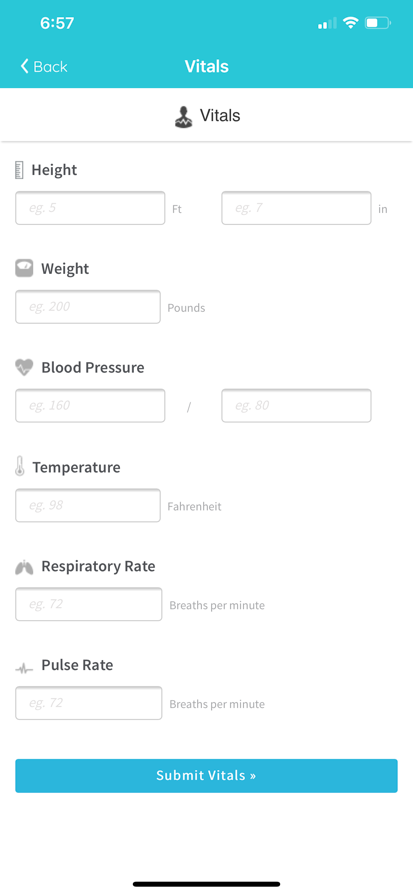 6:57
Back Vitals
Vitals
Height
eg. 5 Ft eg. 7 in
Weight
eg. 200 Pounds
Blood Pressure
eg. 160 / eg. 80
Temperature
eg. 98 Fahrenheit
Respiratory Rate
eg. 72 Breaths per minute
Pulse Rate
eg. 72 Breaths per minute
Submit Vitals »